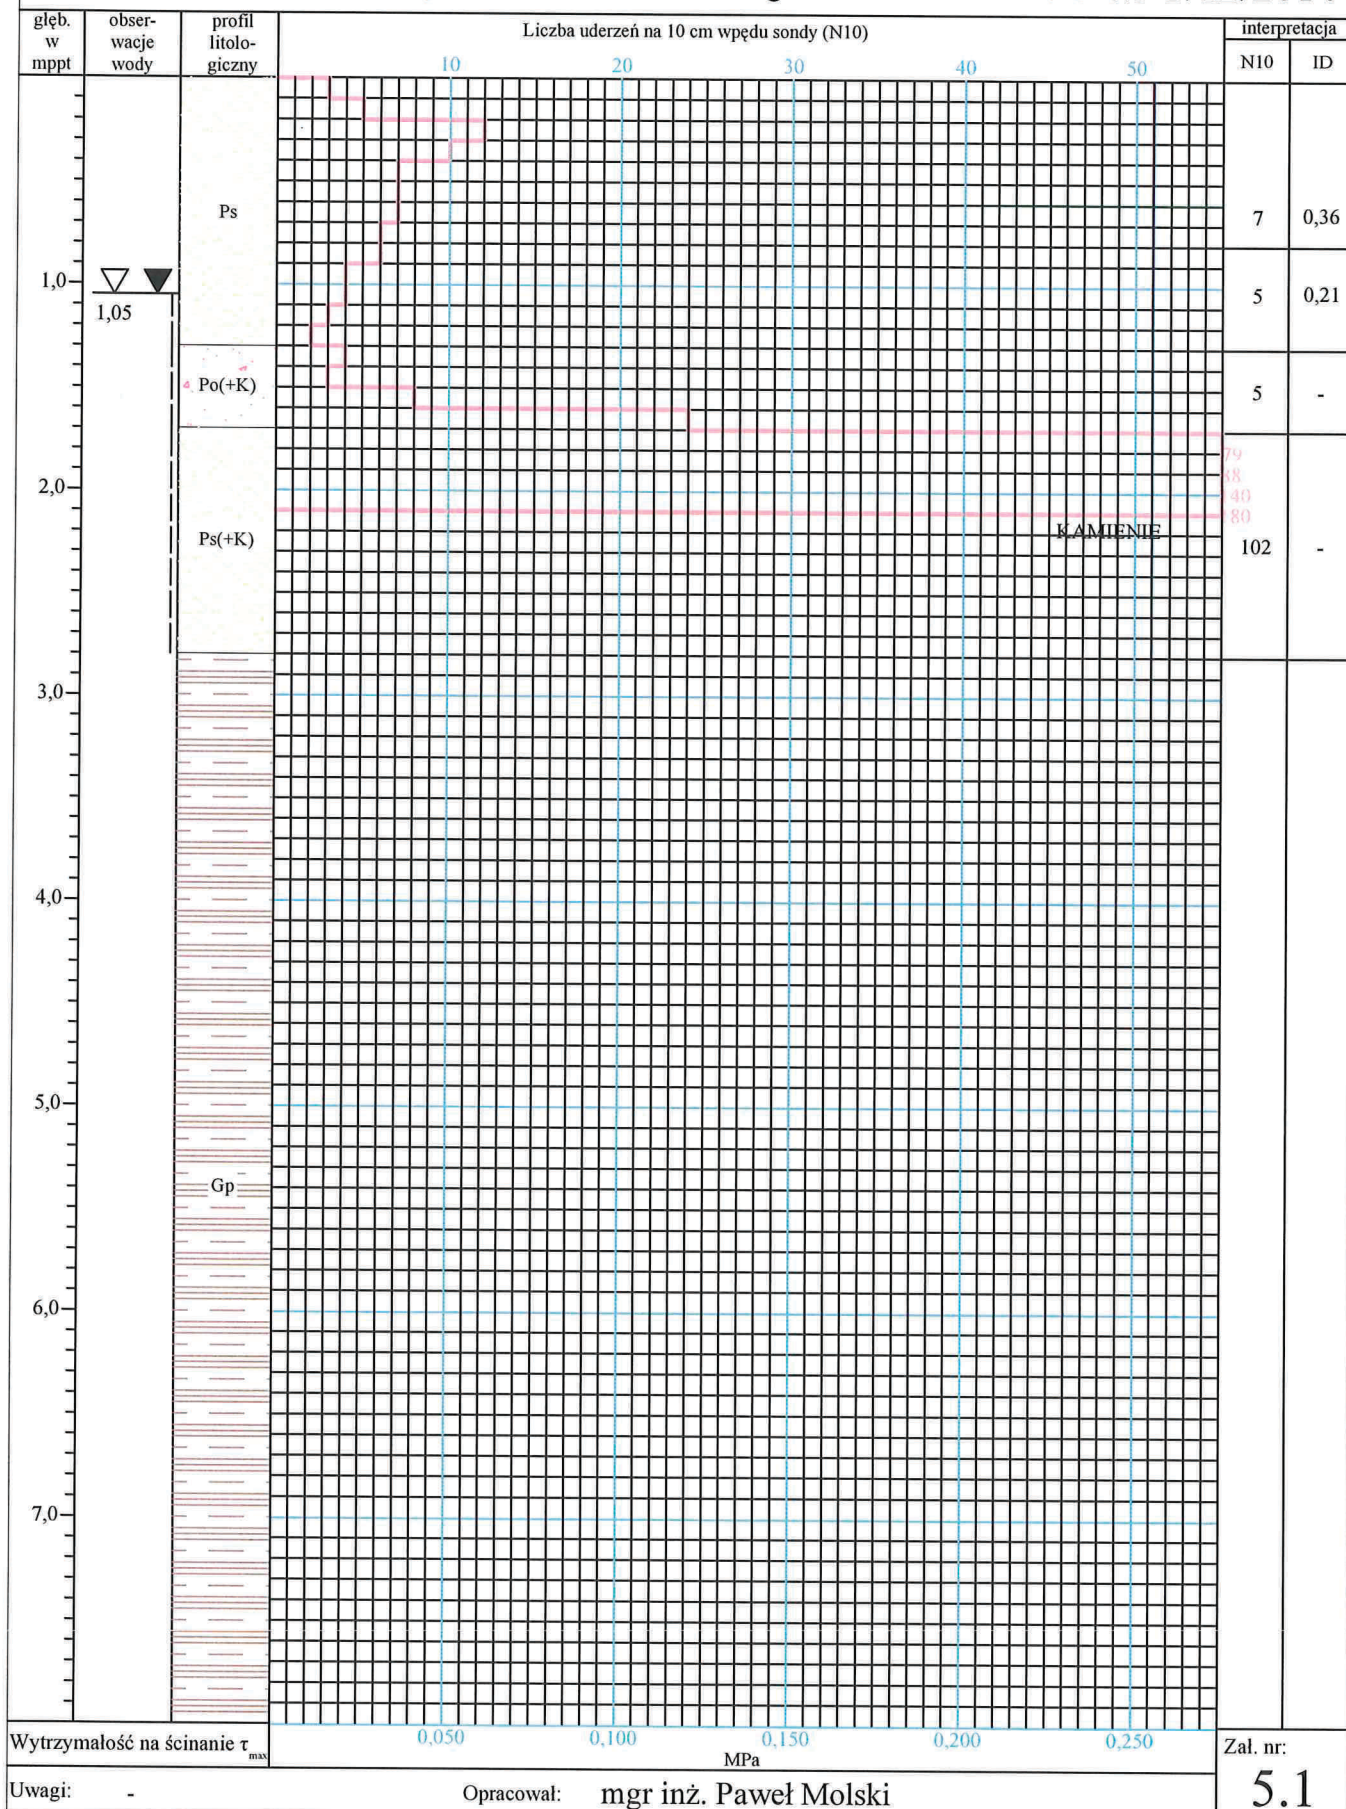 głęb. w mppt
obser-wacje wody
profil litolo-giczny
Liczba uderzeń na 10 cm wpędu sondy (N10)
interpretacja
N10 ID
10 20 30 40 50
Ps
7 0,36
1,0
1,05
5 0,21
Po(+K)
5 -
79
88
140
180
2,0
KAMIENIE
Ps(+K)
102 -
3,0
4,0
5,0
Gp
6,0
7,0
Wytrzymałość na ścinanie τmax
0,050 0,100 0,150 0,200 0,250
MPa
Zał. nr:
5.1
Uwagi: -
Opracował: mgr inż. Paweł Molski